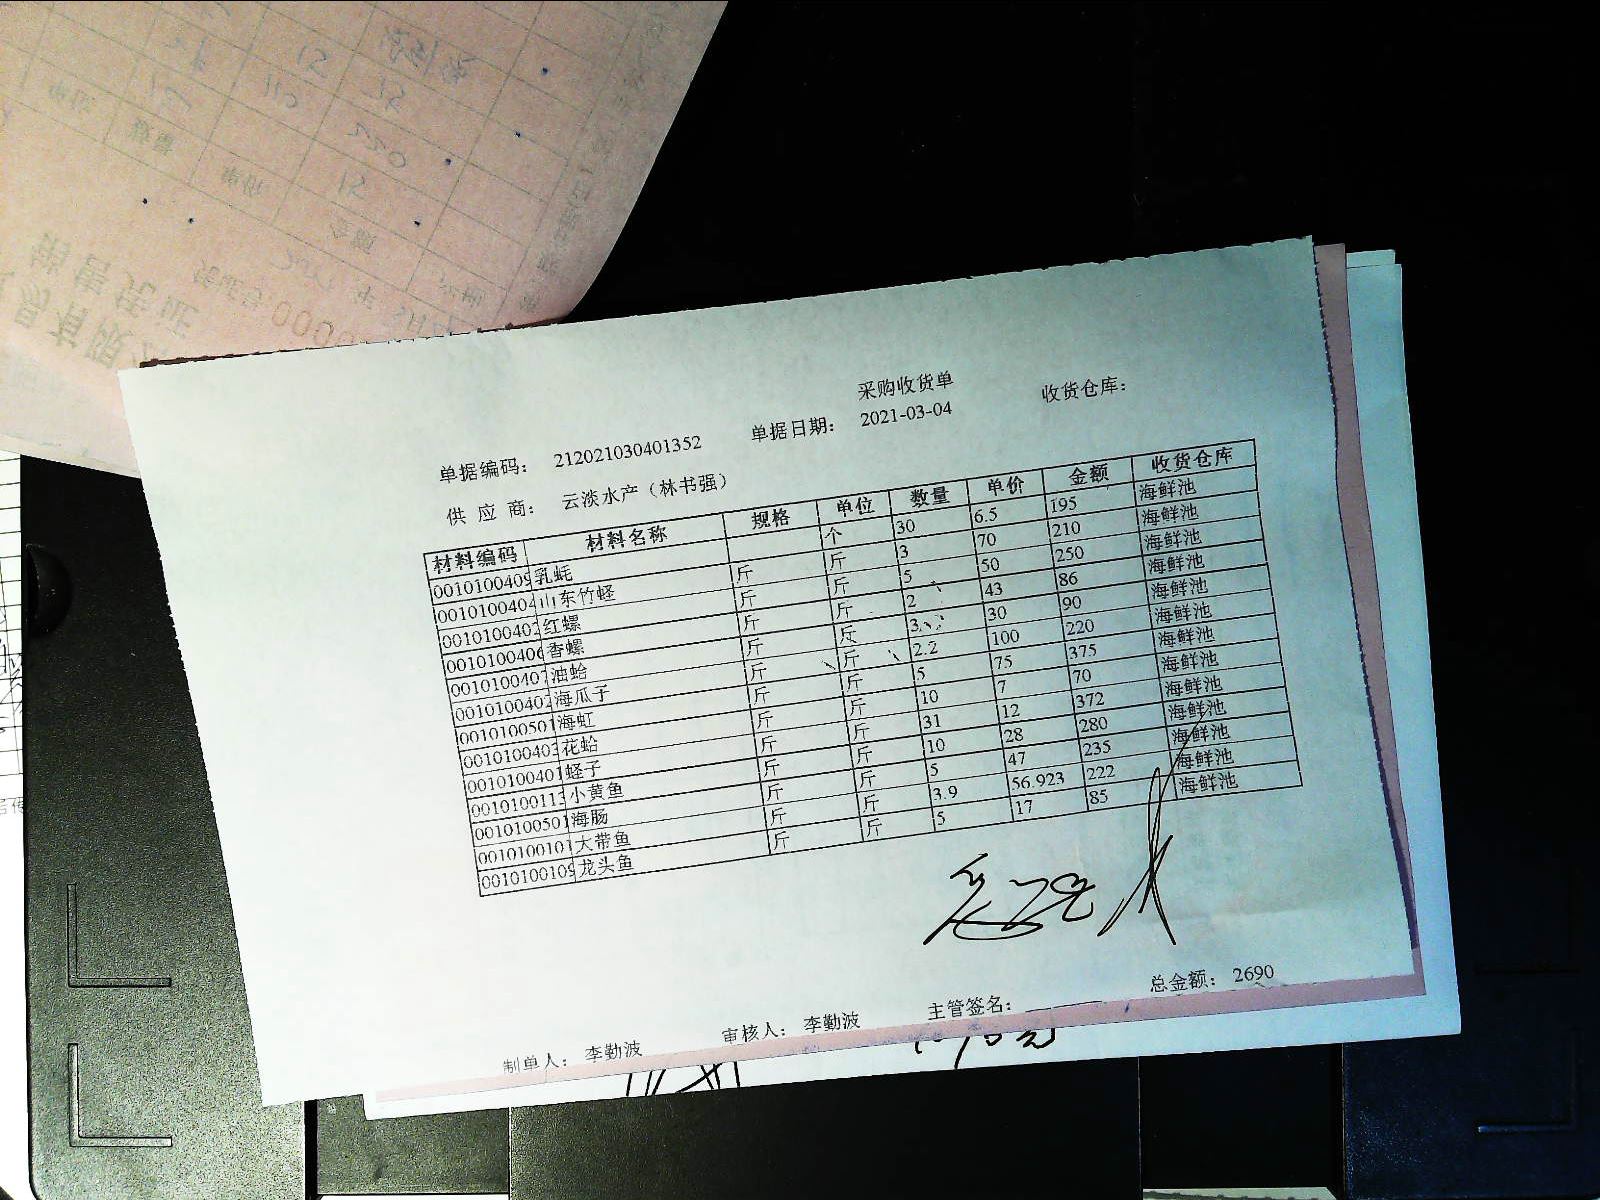 采购收货单
单据编码: 212021030401352 单据日期: 2021-03-04 收货仓库:
供 应 商: 云淡水产（林书强）
材料编码 材料名称 规格 单位 数量 单价 金额 收货仓库
0010100409 乳蚝 个 30 6.5 195 海鲜池
0010100404 山东竹蛏 斤 斤 3 70 210 海鲜池
001010040 红螺 斤 斤 5 50 250 海鲜池
0010100406 香螺 斤 斤 2 43 86 海鲜池
0010100407 油蛤 斤 斤 3 30 90 海鲜池
0010100402 海瓜子 斤 斤 2.2 100 220 海鲜池
0010100501 海虹 斤 斤 5 75 375 海鲜池
0010100403 花蛤 斤 斤 10 7 70 海鲜池
0010100401 蛏子 斤 斤 31 12 372 海鲜池
0010100113 小黄鱼 斤 斤 10 28 280 海鲜池
0010100501 海肠 斤 斤 5 47 235 海鲜池
0010100101 大带鱼 斤 斤 3.9 56.923 222 海鲜池
0010100109 龙头鱼 斤 斤 5 17 85 海鲜池
总金额: 2690
制单人: 李勤波 审核人: 李勤波 主管签名: